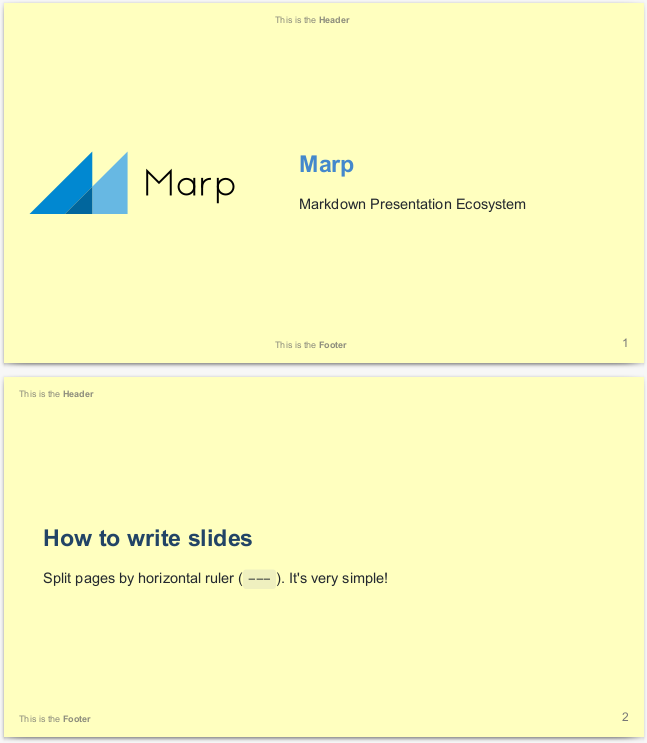 This is the Header
Marp
Marp
Markdown Presentation Ecosystem
This is the Footer
1
This is the Header
How to write slides
Split pages by horizontal ruler ( --- ). It's very simple!
This is the Footer
2